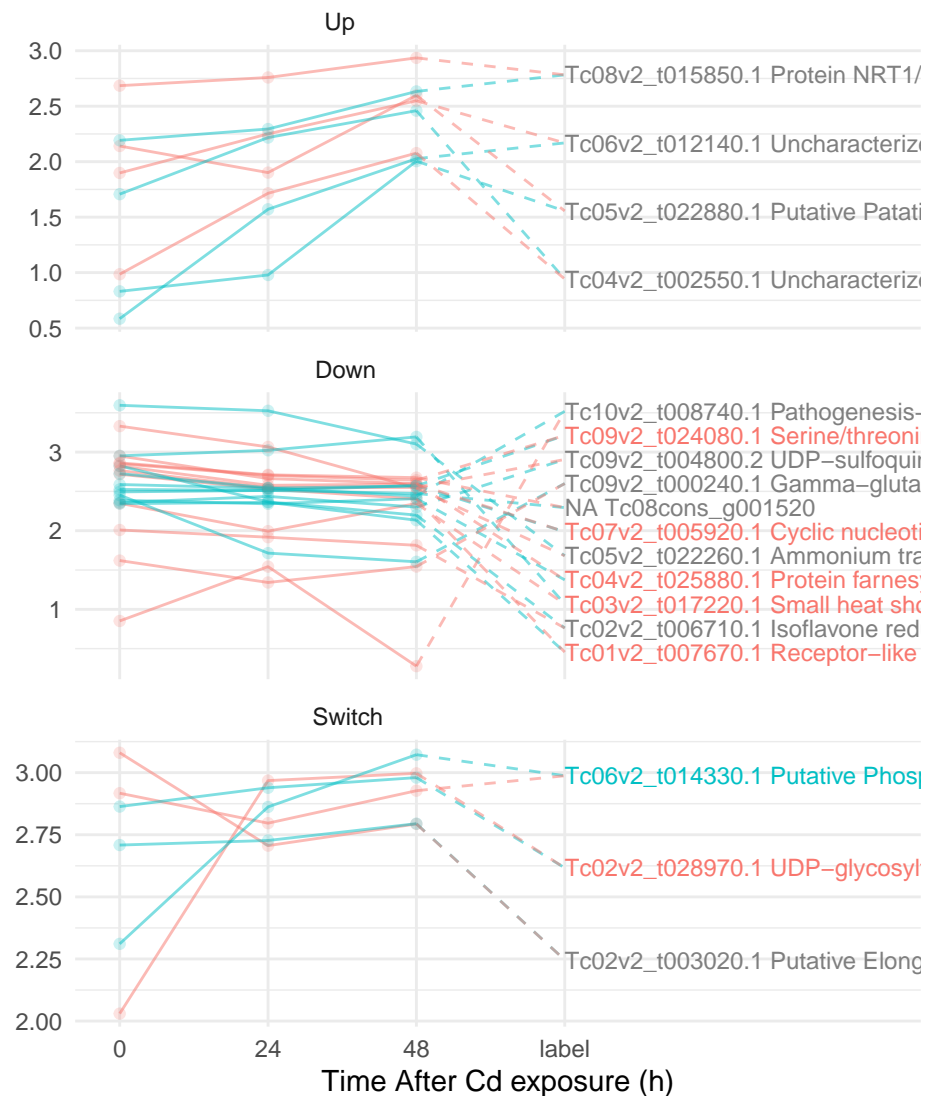 Up
3.0
2.5
2.0
1.5
1.0
0.5
Tc08v2_t015850.1 Protein NRT1/
Tc06v2_t012140.1 Uncharacterize
Tc05v2_t022880.1 Putative Patati
Tc04v2_t002550.1 Uncharacterize
Down
3
2
1
Tc10v2_t008740.1 Pathogenesis-
Tc09v2_t024080.1 Serine/threoni
Tc09v2_t004800.2 UDP−sulfoquin
Tc09v2_t000240.1 Gamma−gluta
NA Tc08cons_g001520
Tc07v2_t005920.1 Cyclic nucleoti
Tc05v2_t022260.1 Ammonium tra
Tc04v2_t025880.1 Protein farnesy
Tc03v2_t017220.1 Small heat sho
Tc02v2_t006710.1 Isoflavone red
Tc01v2_t007670.1 Receptor−like
Switch
3.00
2.75
2.50
2.25
2.00
Tc06v2_t014330.1 Putative Phosp
Tc02v2_t028970.1 UDP−glycosylt
Tc02v2_t003020.1 Putative Elong
0 24 48 label
Time After Cd exposure (h)